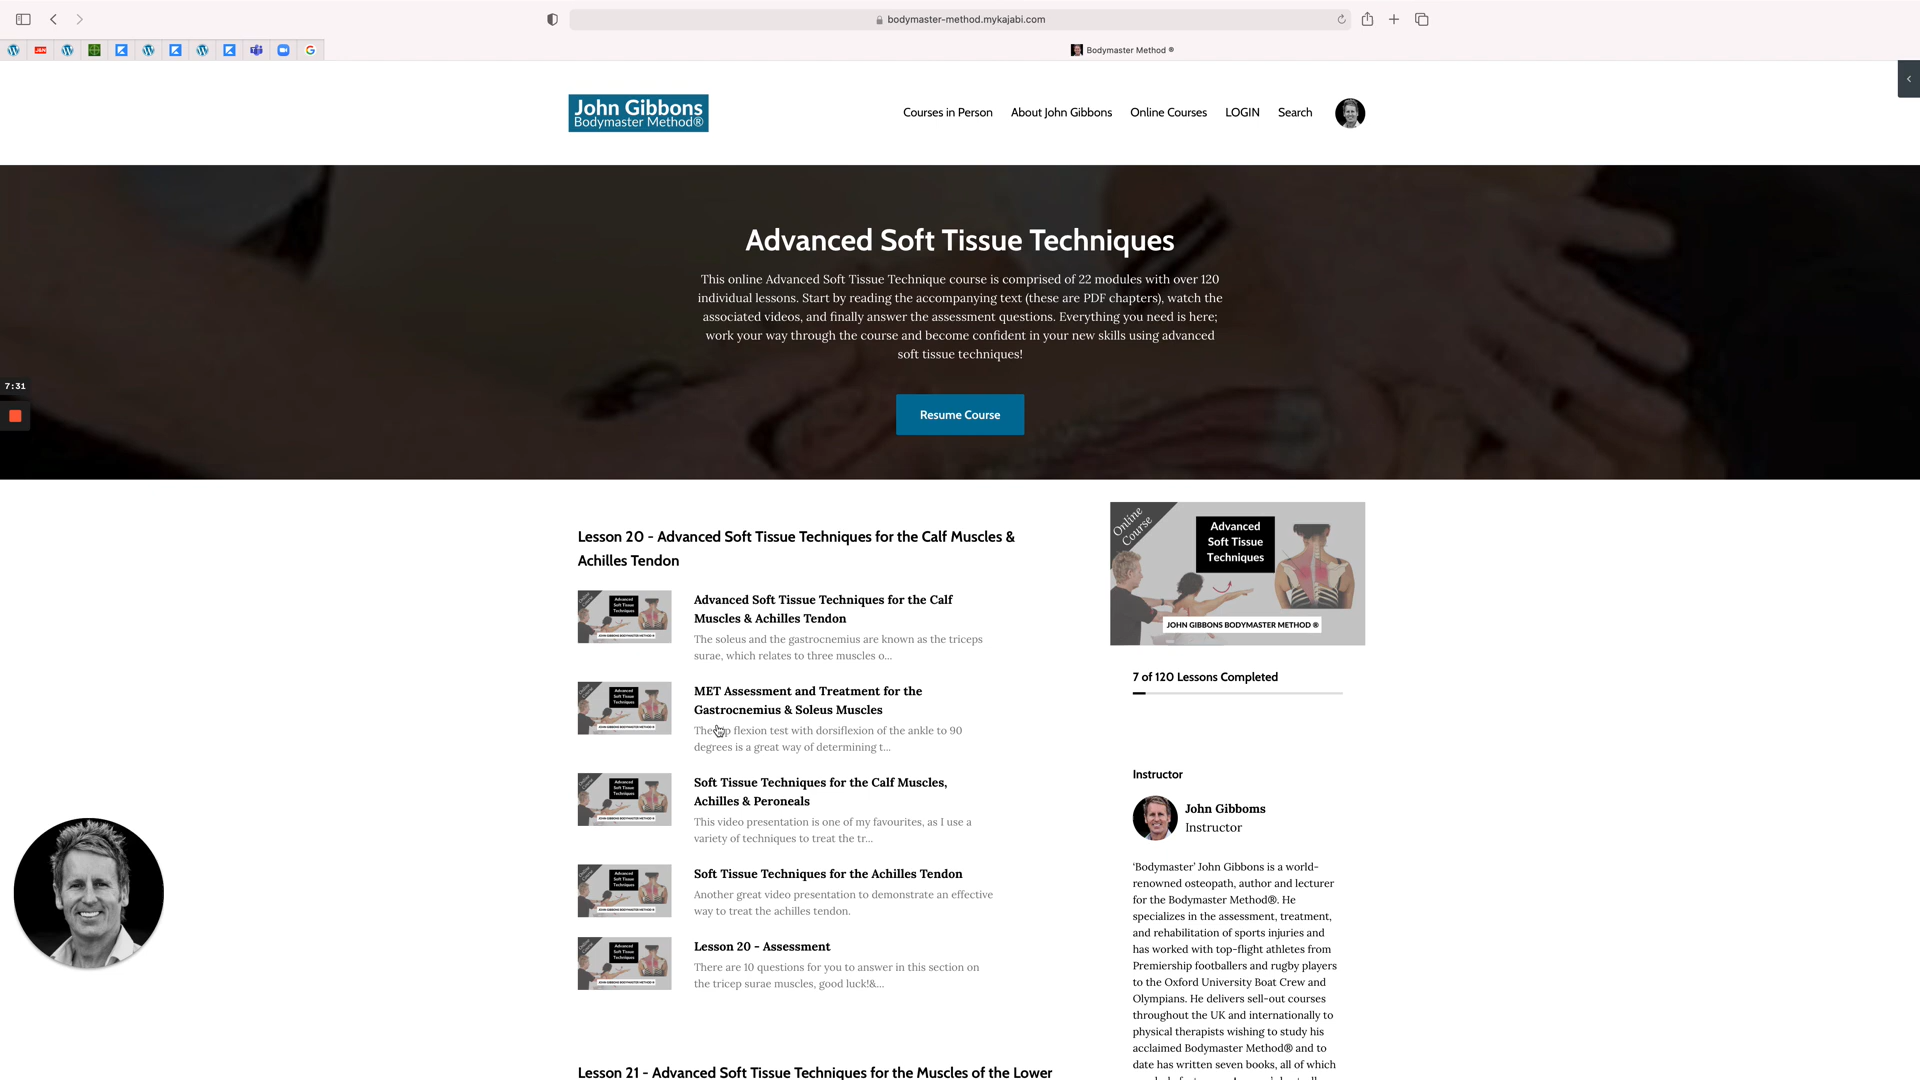 bodymaster-method.mykajabi.com
J&N
Bodymaster Method ®
John Gibbons
Bodymaster Method®
Courses in Person
About John Gibbons
Online Courses
LOGIN
Search
Advanced Soft Tissue Techniques
This online Advanced Soft Tissue Technique course is comprised of 22 modules with over 120
individual lessons. Start by reading the accompanying text (these are PDF chapters), watch the
associated videos, and finally answer the assessment questions. Everything you need is here;
work your way through the course and become confident in your new skills using advanced
soft tissue techniques!
7:31
Resume Course
Lesson 20 - Advanced Soft Tissue Techniques for the Calf Muscles &
Achilles Tendon
Advanced Soft Tissue Techniques for the Calf
Muscles & Achilles Tendon
The soleus and the gastrocnemius are known as the triceps
surae, which relates to three muscles o...
MET Assessment and Treatment for the
Gastrocnemius & Soleus Muscles
The p flexion test with dorsiflexion of the ankle to 90
degrees is a great way of determining t...
Soft Tissue Techniques for the Calf Muscles,
Achilles & Peroneals
This video presentation is one of my favourites, as I use a
variety of techniques to treat the tr...
Soft Tissue Techniques for the Achilles Tendon
Another great video presentation to demonstrate an effective
way to treat the achilles tendon.
Lesson 20 - Assessment
There are 10 questions for you to answer in this section on
the tricep surae muscles, good luck!&...
Lesson 21 - Advanced Soft Tissue Techniques for the Muscles of the Lower
Online
Course
Advanced
Soft Tissue
Techniques
JOHN GIBBONS BODYMASTER METHOD ®
7 of 120 Lessons Completed
Instructor
John Gibboms
Instructor
'Bodymaster' John Gibbons is a world-
renowned osteopath, author and lecturer
for the Bodymaster Method®. He
specializes in the assessment, treatment,
and rehabilitation of sports injuries and
has worked with top-flight athletes from
Premiership footballers and rugby players
to the Oxford University Boat Crew and
Olympians. He delivers sell-out courses
throughout the UK and internationally to
physical therapists wishing to study his
acclaimed Bodymaster Method® and to
date has written seven books, all of which